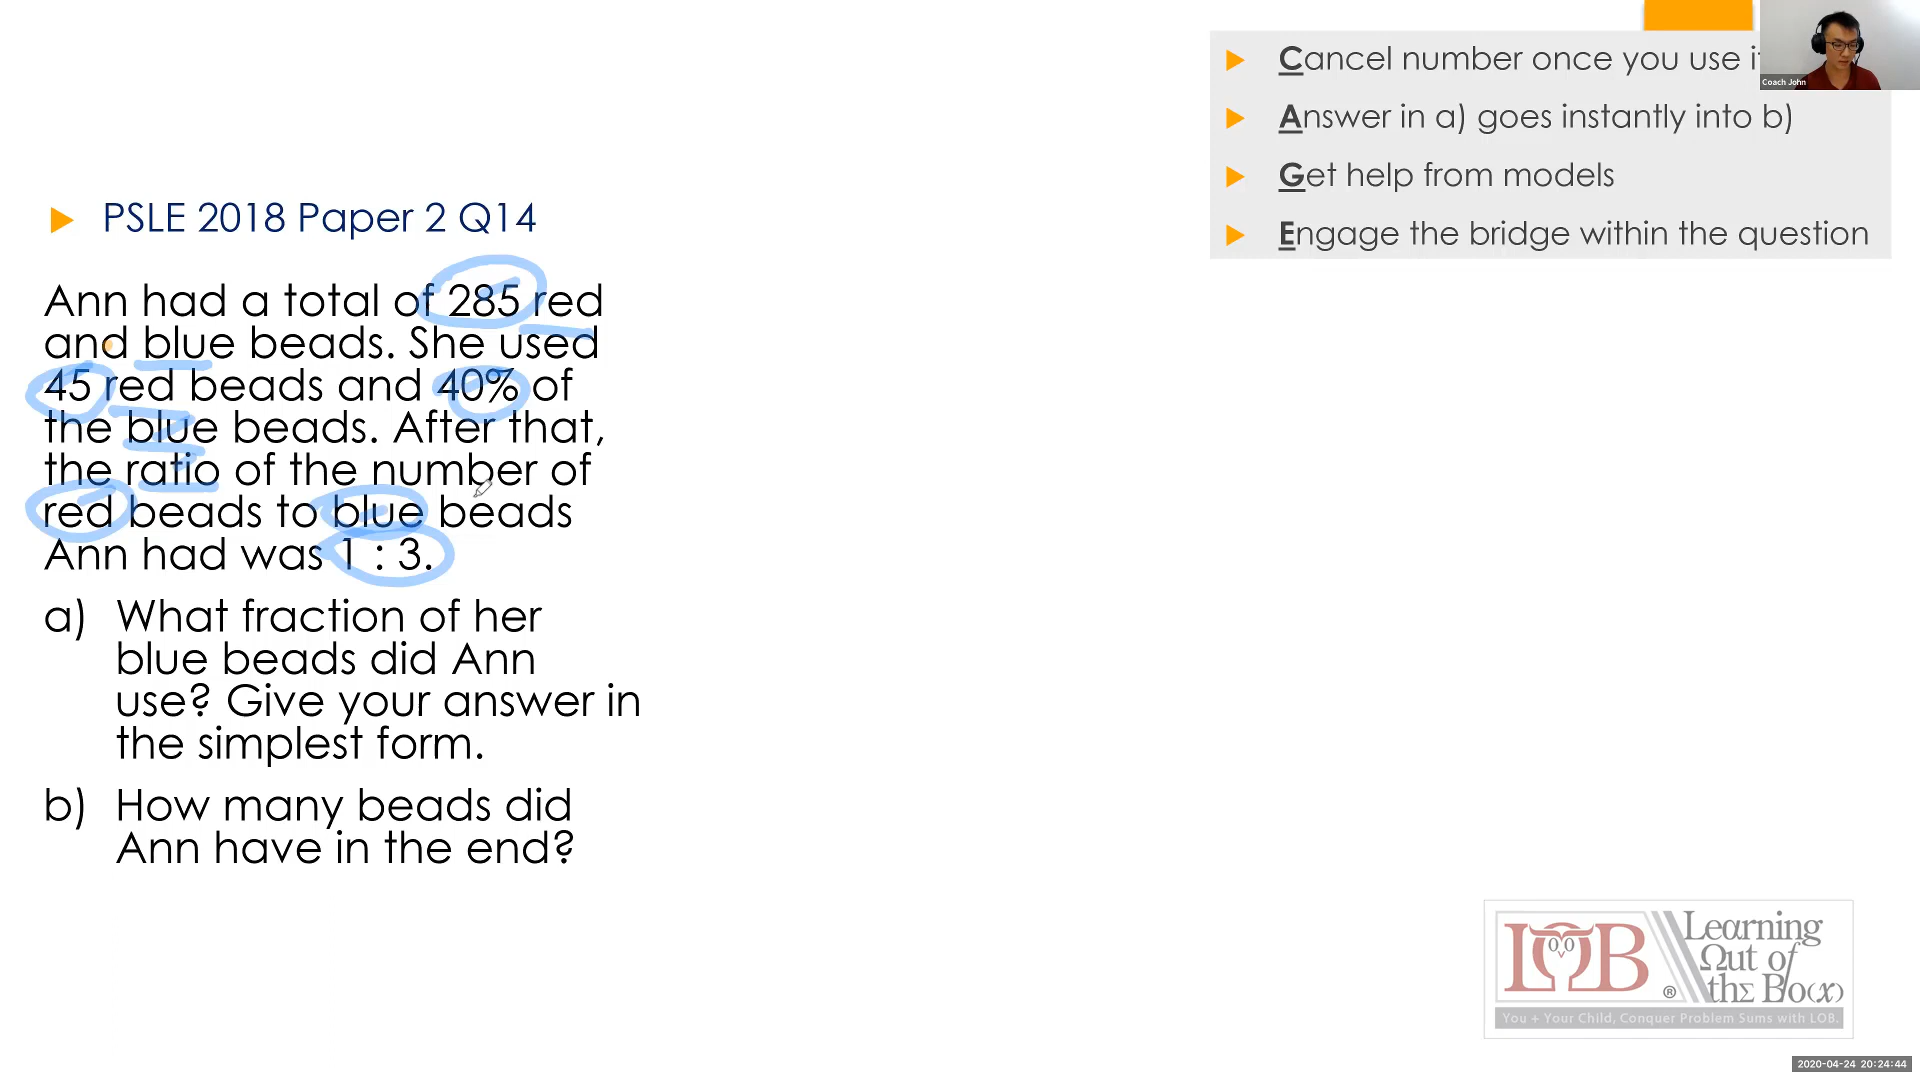 Cancel number once you use it
Coach John
Answer in a) goes instantly into b)
Get help from models
Engage the bridge within the question
PSLE 2018 Paper 2 Q14
Ann had a total of 285 red
and blue beads. She used
45 red beads and 40% of
the blue beads. After that,
the ratio of the number of
red beads to blue beads
Ann had was 1 : 3.
a) What fraction of her
blue beads did Ann
use? Give your answer in
the simplest form.
b) How many beads did
Ann have in the end?
LOB ®
Learning
Ωut of
thΣ Bo(x)
You + Your Child, Conquer Problem Sums with LOB.
2020-04-24 20:24:44